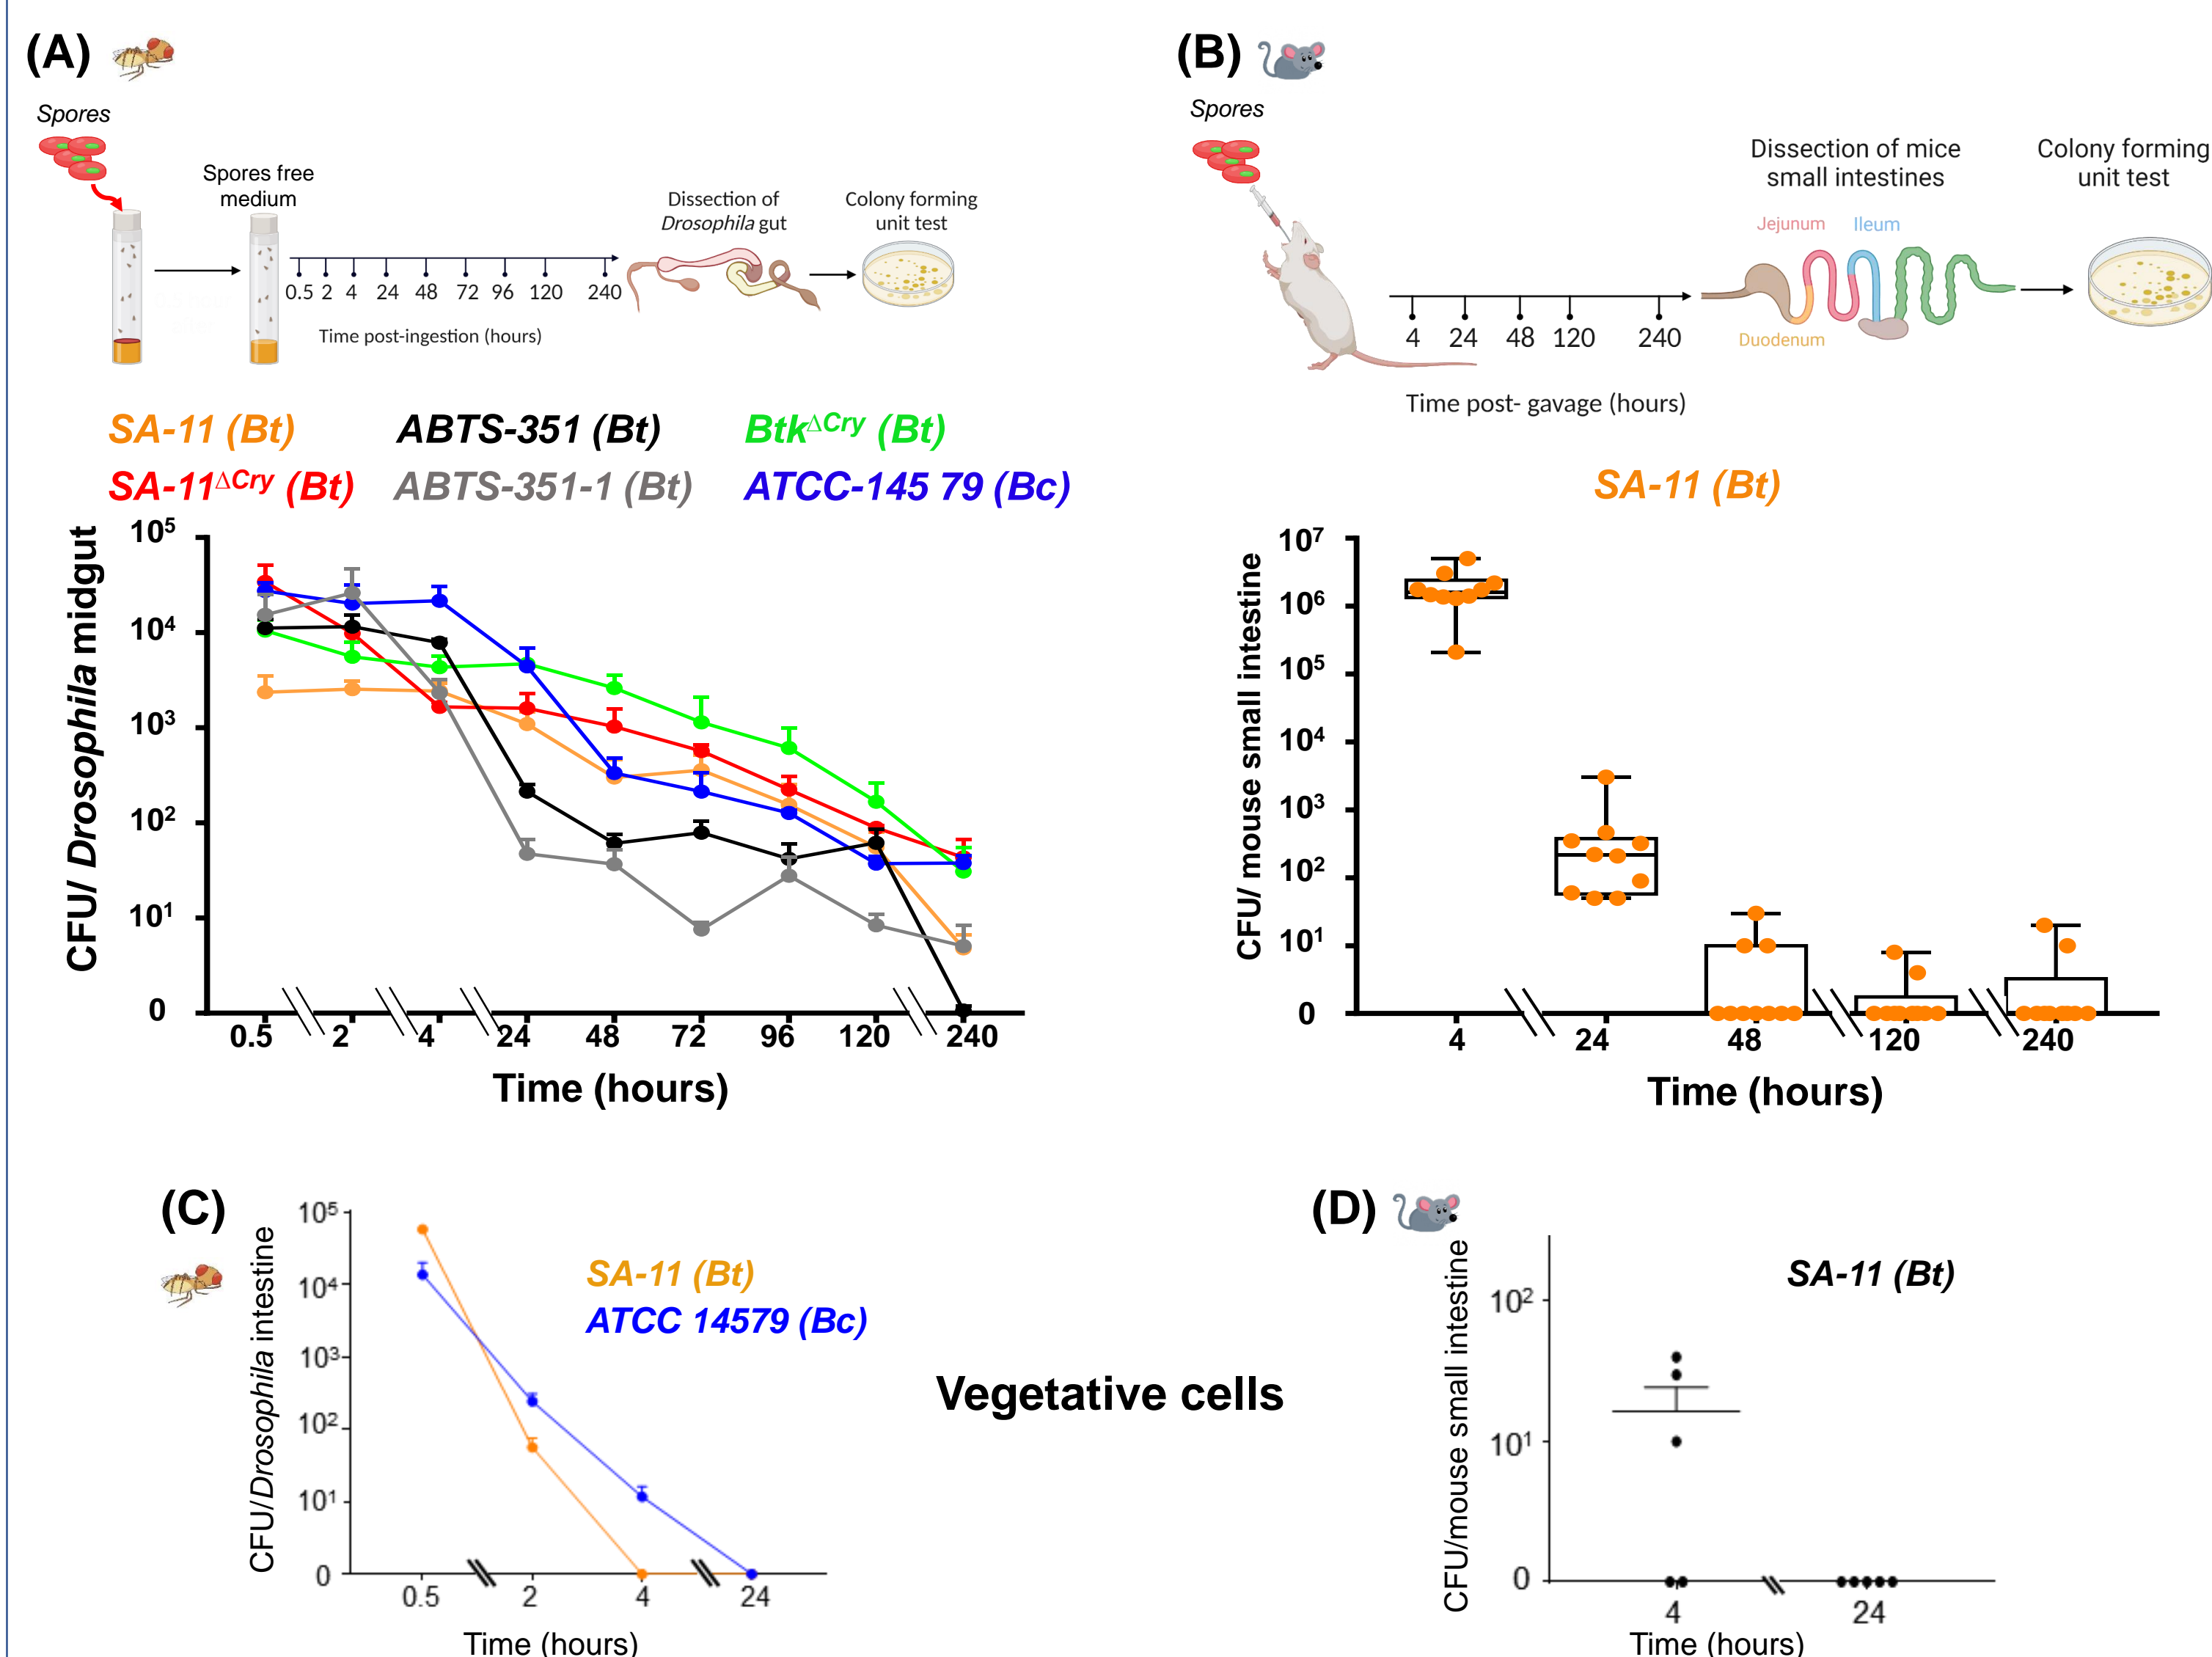 (A)
Spores
Spores free
medium
0.5 2 4 24 48 72 96 120 240
Time post-ingestion (hours)
Dissection of
Drosophila gut
Colony forming
unit test
SA-11 (Bt) ABTS-351 (Bt) BtkΔCry (Bt)
SA-11ΔCry (Bt) ABTS-351-1 (Bt) ATCC-145 79 (Bc)
CFU/ Drosophila midgut
10⁵
10⁴
10³
10²
10¹
0
0.5 2 4 24 48 72 96 120 240
Time (hours)
(B)
Spores
4 24 48 120 240
Time post- gavage (hours)
Dissection of mice
small intestines
Jejunum Ileum
Duodenum
Colony forming
unit test
SA-11 (Bt)
CFU/ mouse small intestine
10⁷
10⁶
10⁵
10⁴
10³
10²
10¹
0
4 24 48 120 240
Time (hours)
(C)
CFU/Drosophila intestine
10⁵
10⁴
10³
10²
10¹
0
SA-11 (Bt)
ATCC 14579 (Bc)
0.5 2 4 24
Time (hours)
Vegetative cells
(D)
CFU/mouse small intestine
SA-11 (Bt)
10²
10¹
0
4 24
Time (hours)